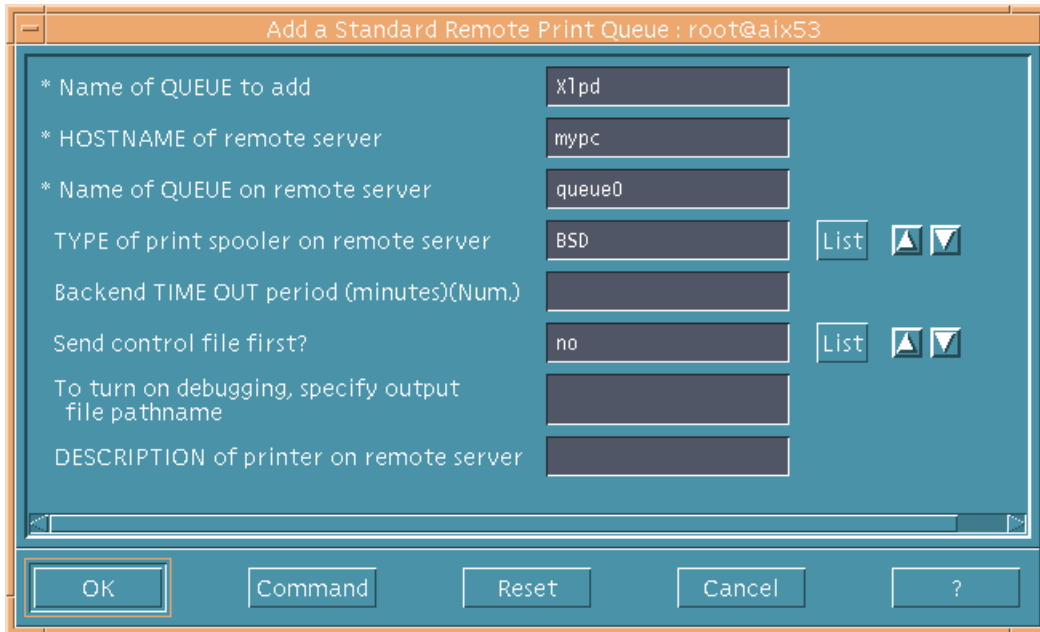 Add a Standard Remote Print Queue : root@aix53
* Name of QUEUE to add
Xlpd
* HOSTNAME of remote server
mypc
* Name of QUEUE on remote server
queue0
TYPE of print spooler on remote server
BSD
List
Backend TIME OUT period (minutes)(Num.)
Send control file first?
no
List
To turn on debugging, specify output
file pathname
DESCRIPTION of printer on remote server
OK
Command
Reset
Cancel
?